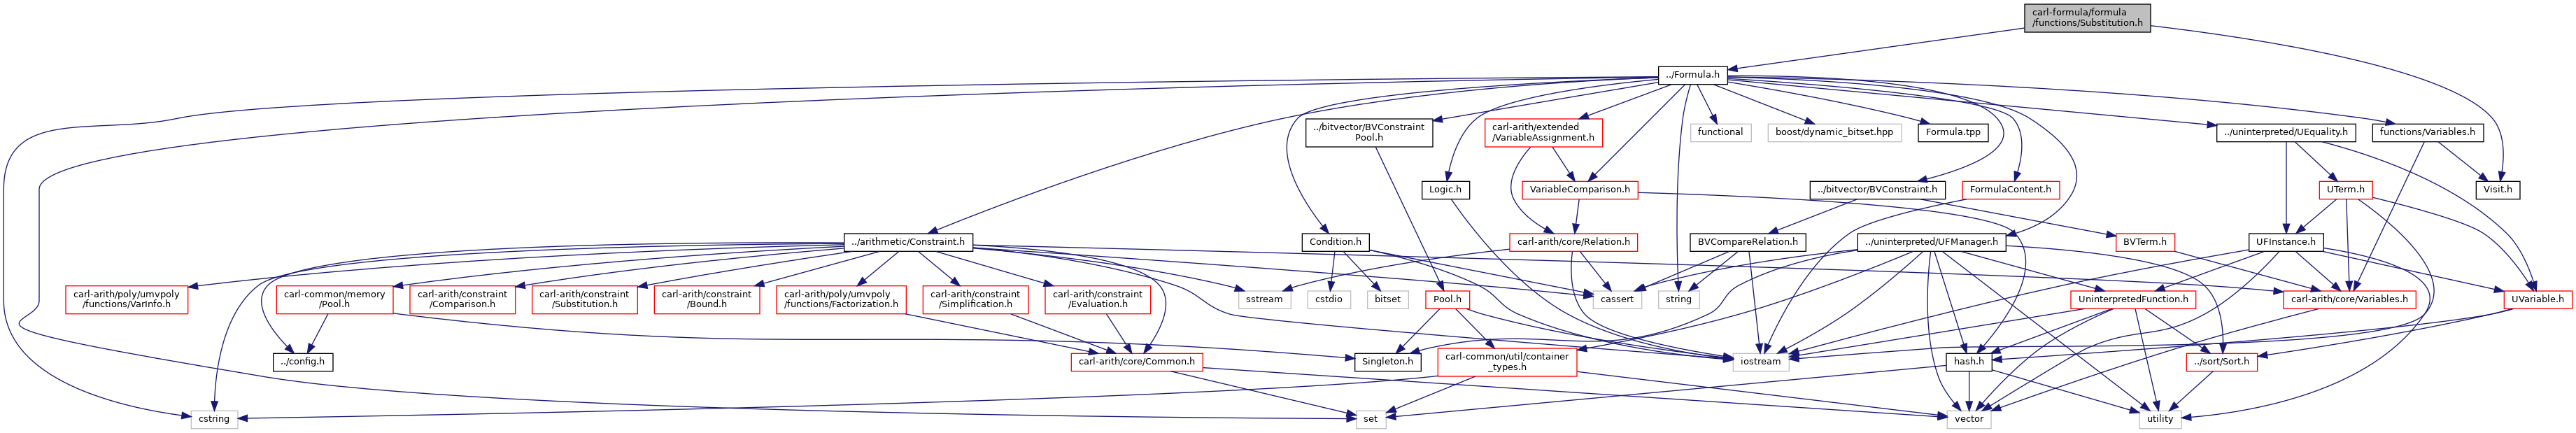 carl-formula/formula
/functions/Substitution.h
../Formula.h
../bitvector/BVConstraint
Pool.h
carl-arith/extended
/VariableAssignment.h
functional
boost/dynamic_bitset.hpp
Formula.tpp
../uninterpreted/UEquality.h
functions/Variables.h
Logic.h
VariableComparison.h
../bitvector/BVConstraint.h
FormulaContent.h
UTerm.h
Visit.h
../arithmetic/Constraint.h
Condition.h
carl-arith/core/Relation.h
BVCompareRelation.h
../uninterpreted/UFManager.h
BVTerm.h
UFInstance.h
carl-arith/poly/umvpoly
/functions/VarInfo.h
carl-common/memory
/Pool.h
carl-arith/constraint
/Comparison.h
carl-arith/constraint
/Substitution.h
carl-arith/constraint
/Bound.h
carl-arith/poly/umvpoly
/functions/Factorization.h
carl-arith/constraint
/Simplification.h
carl-arith/constraint
/Evaluation.h
sstream
cstdio
bitset
Pool.h
cassert
string
UninterpretedFunction.h
carl-arith/core/Variables.h
UVariable.h
../config.h
carl-arith/core/Common.h
Singleton.h
carl-common/util/container
_types.h
iostream
hash.h
../sort/Sort.h
cstring
set
vector
utility